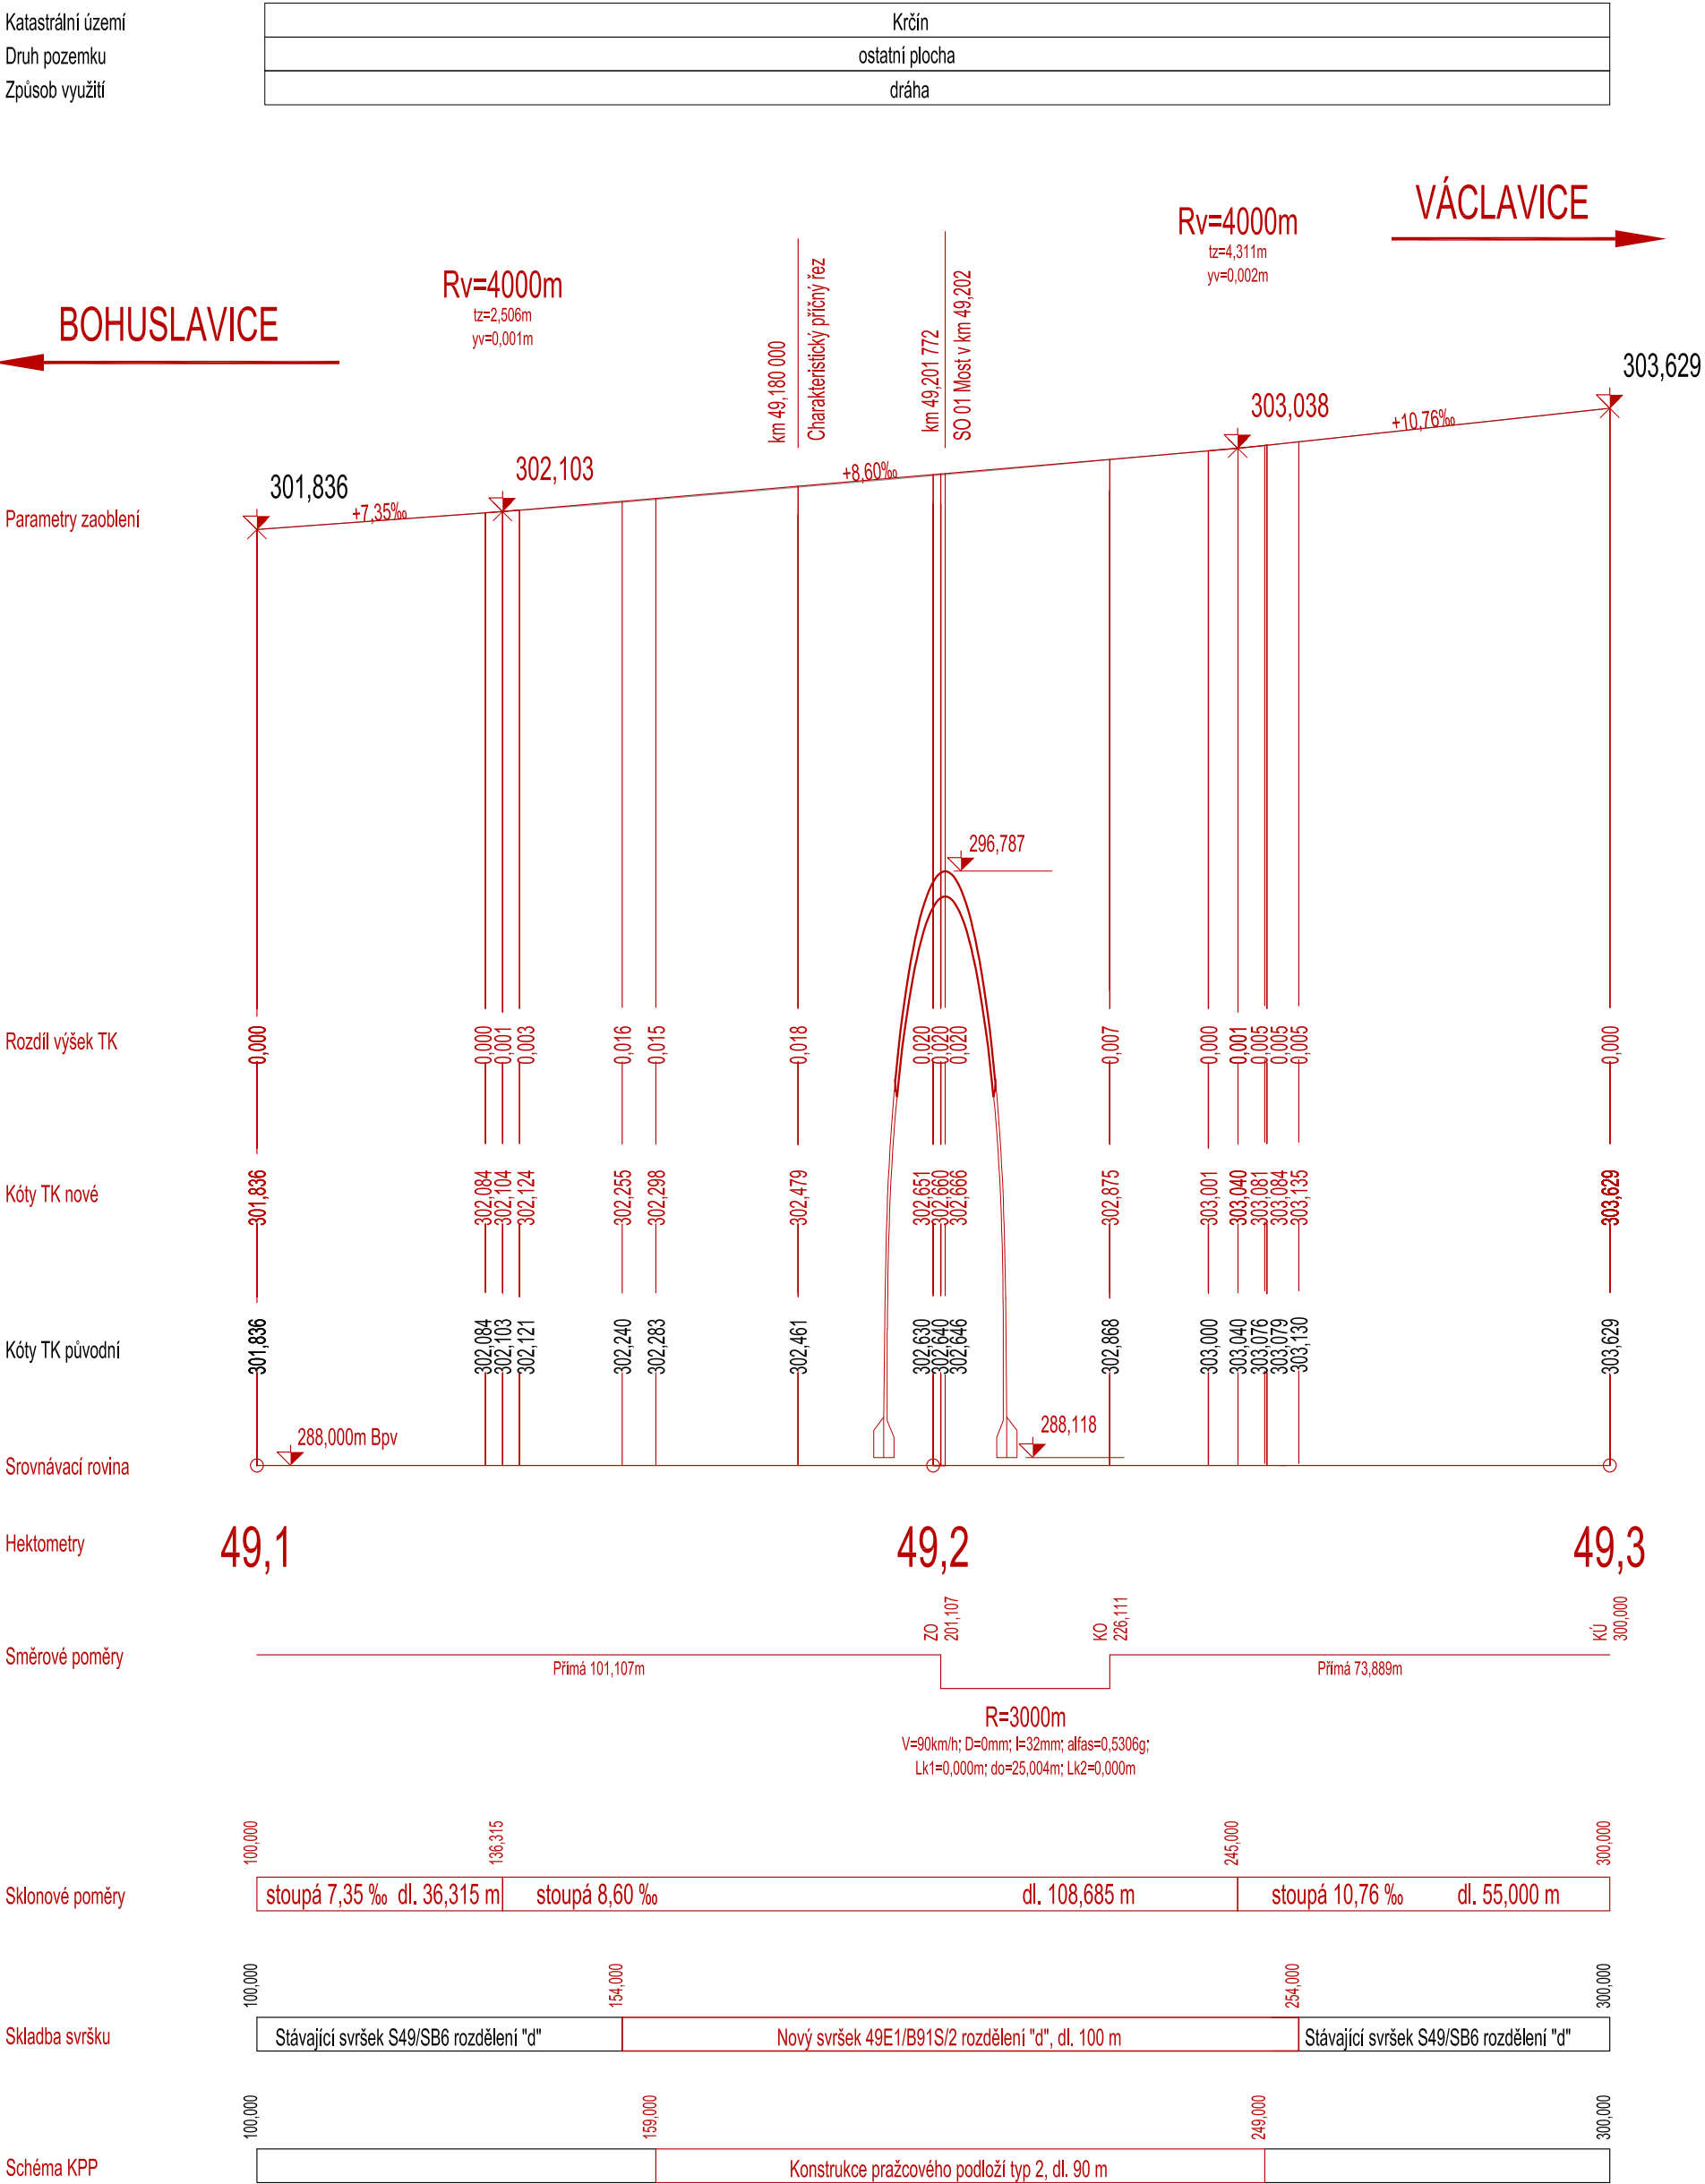 Katastrální území
Krčín
Druh pozemku
ostatní plocha
Způsob využití
dráha
VÁCLAVICE
Rv=4000m
tz=4,311m
yv=0,002m
Rv=4000m
tz=2,506m
yv=0,001m
BOHUSLAVICE
km 49,180 000
Charakteristický příčný řez
km 49,201 772
SO 01 Most v km 49,202
303,629
303,038
+10,76‰
302,103
+8,60‰
301,836
+7,35‰
Parametry zaoblení
296,787
Rozdíl výšek TK
0,000
0,000
0,001
0,003
0,016
0,015
0,018
0,020
0,020
0,020
0,007
0,000
0,001
0,005
0,005
0,005
0,000
Kóty TK nové
301,836
302,084
302,104
302,124
302,255
302,298
302,479
302,651
302,660
302,666
302,875
303,001
303,040
303,081
303,084
303,135
303,629
Kóty TK původní
301,836
302,084
302,103
302,121
302,240
302,283
302,461
302,630
302,640
302,646
302,868
303,000
303,040
303,076
303,079
303,130
303,629
288,000m Bpv
288,118
Srovnávací rovina
Hektometry
49,1
49,2
49,3
ZO
201,107
KO
226,111
KÚ
300,000
Směrové poměry
Přímá 101,107m
Přímá 73,889m
R=3000m
V=90km/h; D=0mm; I=32mm; alfas=0,5306g;
Lk1=0,000m; do=25,004m; Lk2=0,000m
100,000
136,315
245,000
300,000
Sklonové poměry
stoupá 7,35 ‰ dl. 36,315 m
stoupá 8,60 ‰ dl. 108,685 m
stoupá 10,76 ‰ dl. 55,000 m
100,000
154,000
254,000
300,000
Skladba svršku
Stávající svršek S49/SB6 rozdělení "d"
Nový svršek 49E1/B91S/2 rozdělení "d", dl. 100 m
Stávající svršek S49/SB6 rozdělení "d"
100,000
159,000
249,000
300,000
Schéma KPP
Konstrukce pražcového podloží typ 2, dl. 90 m